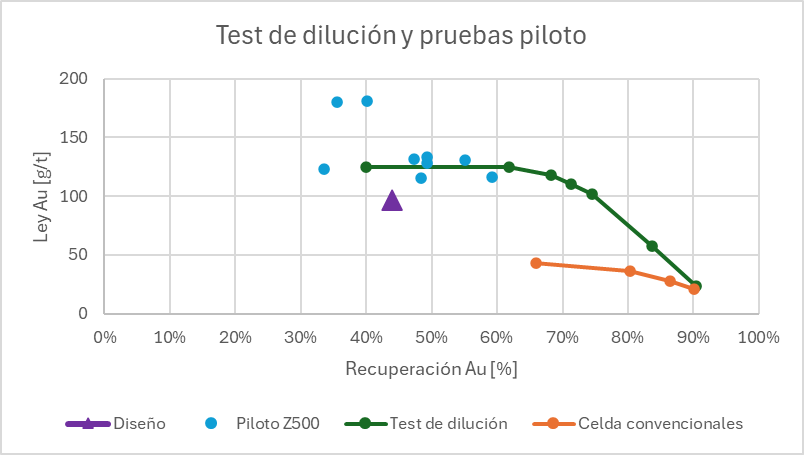 Test de dilución y pruebas piloto
200
150
100
50
0
Ley Au [g/t]
0% 10% 20% 30% 40% 50% 60% 70% 80% 90% 100%
Recuperación Au [%]
Diseño Piloto Z500 Test de dilución Celda convencionales